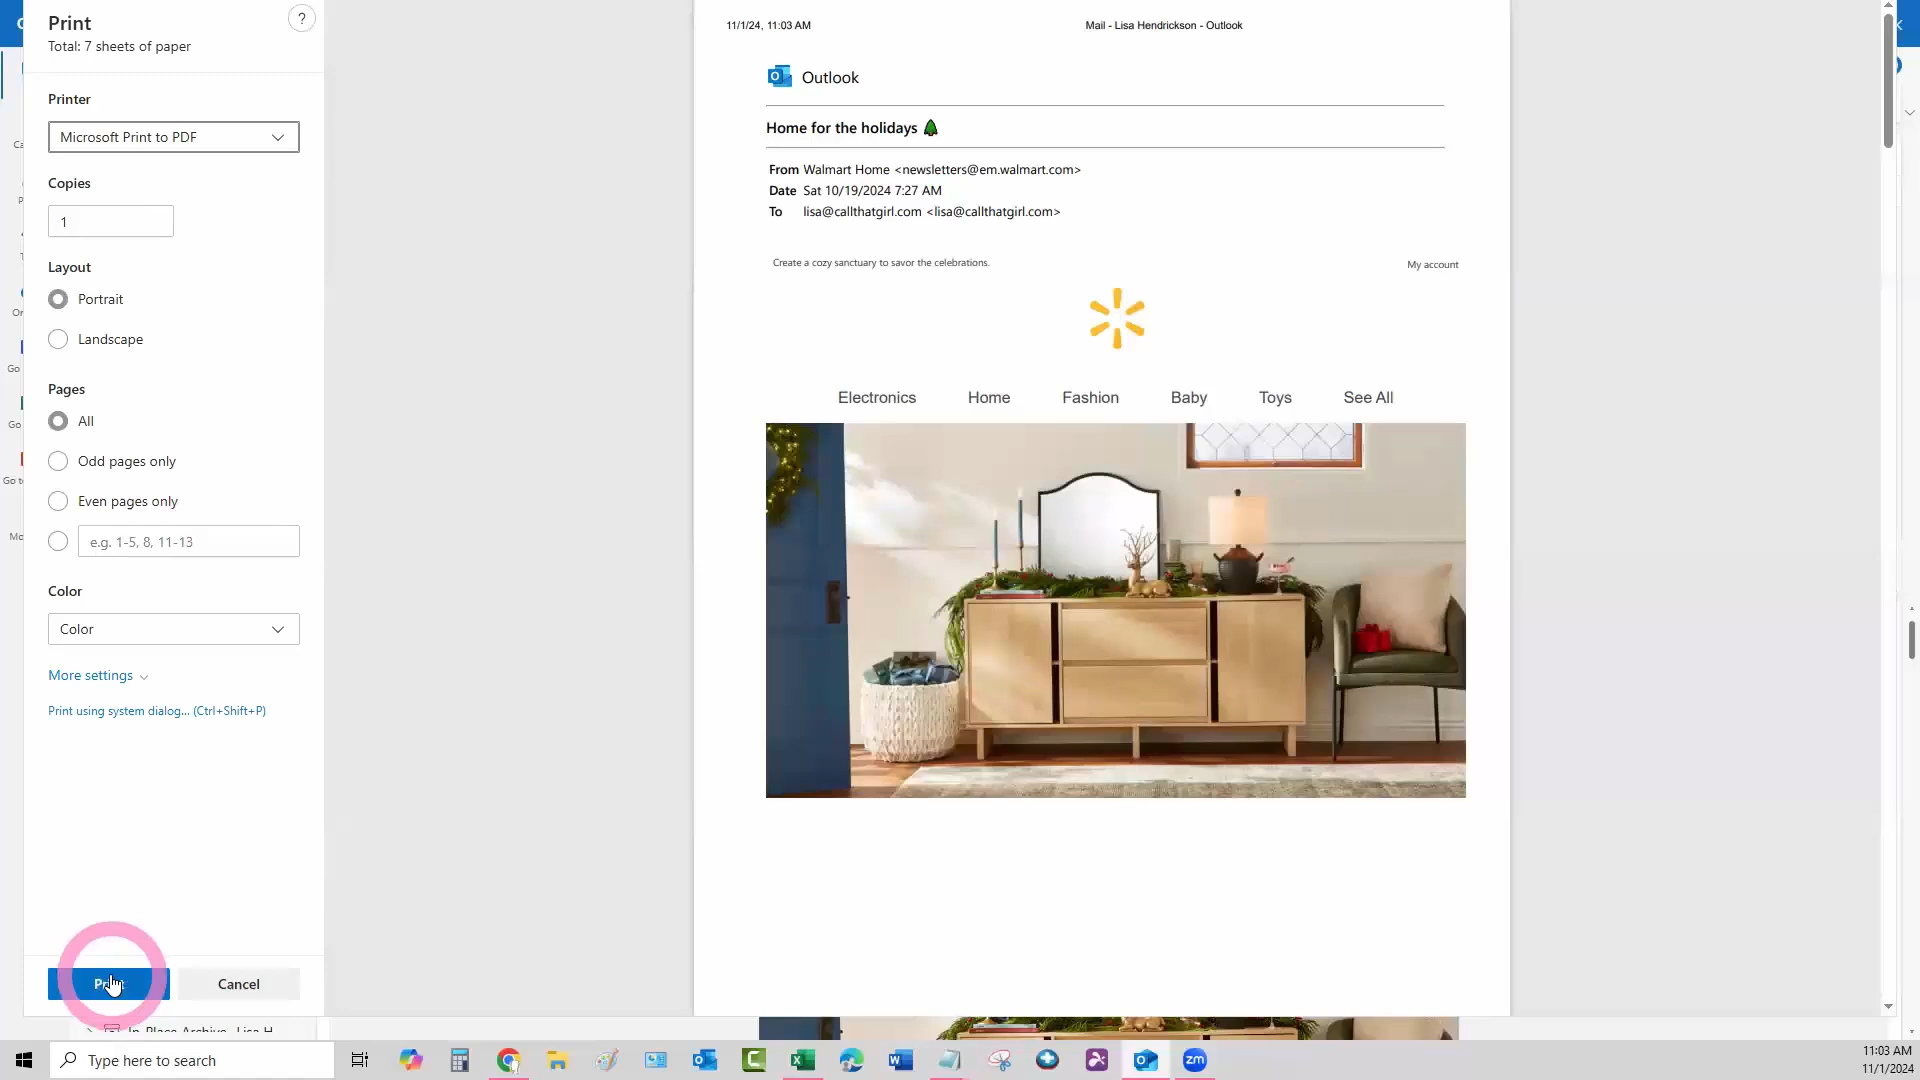 Print
Total: 7 sheets of paper
?
Printer
Microsoft Print to PDF
Copies
1
Layout
Portrait
Landscape
Pages
All
Odd pages only
Even pages only
e.g. 1-5, 8, 11-13
Color
Color
More settings
Print using system dialog... (Ctrl+Shift+P)
Cancel
11/1/24, 11:03 AM
Mail - Lisa Hendrickson - Outlook
Outlook
Home for the holidays
From Walmart Home <newsletters@em.walmart.com>
Date Sat 10/19/2024 7:27 AM
To lisa@callthatgirl.com <lisa@callthatgirl.com>
Create a cozy sanctuary to savor the celebrations.
My account
Electronics Home Fashion Baby Toys See All
Type here to search
zm
11:03 AM
11/1/2024